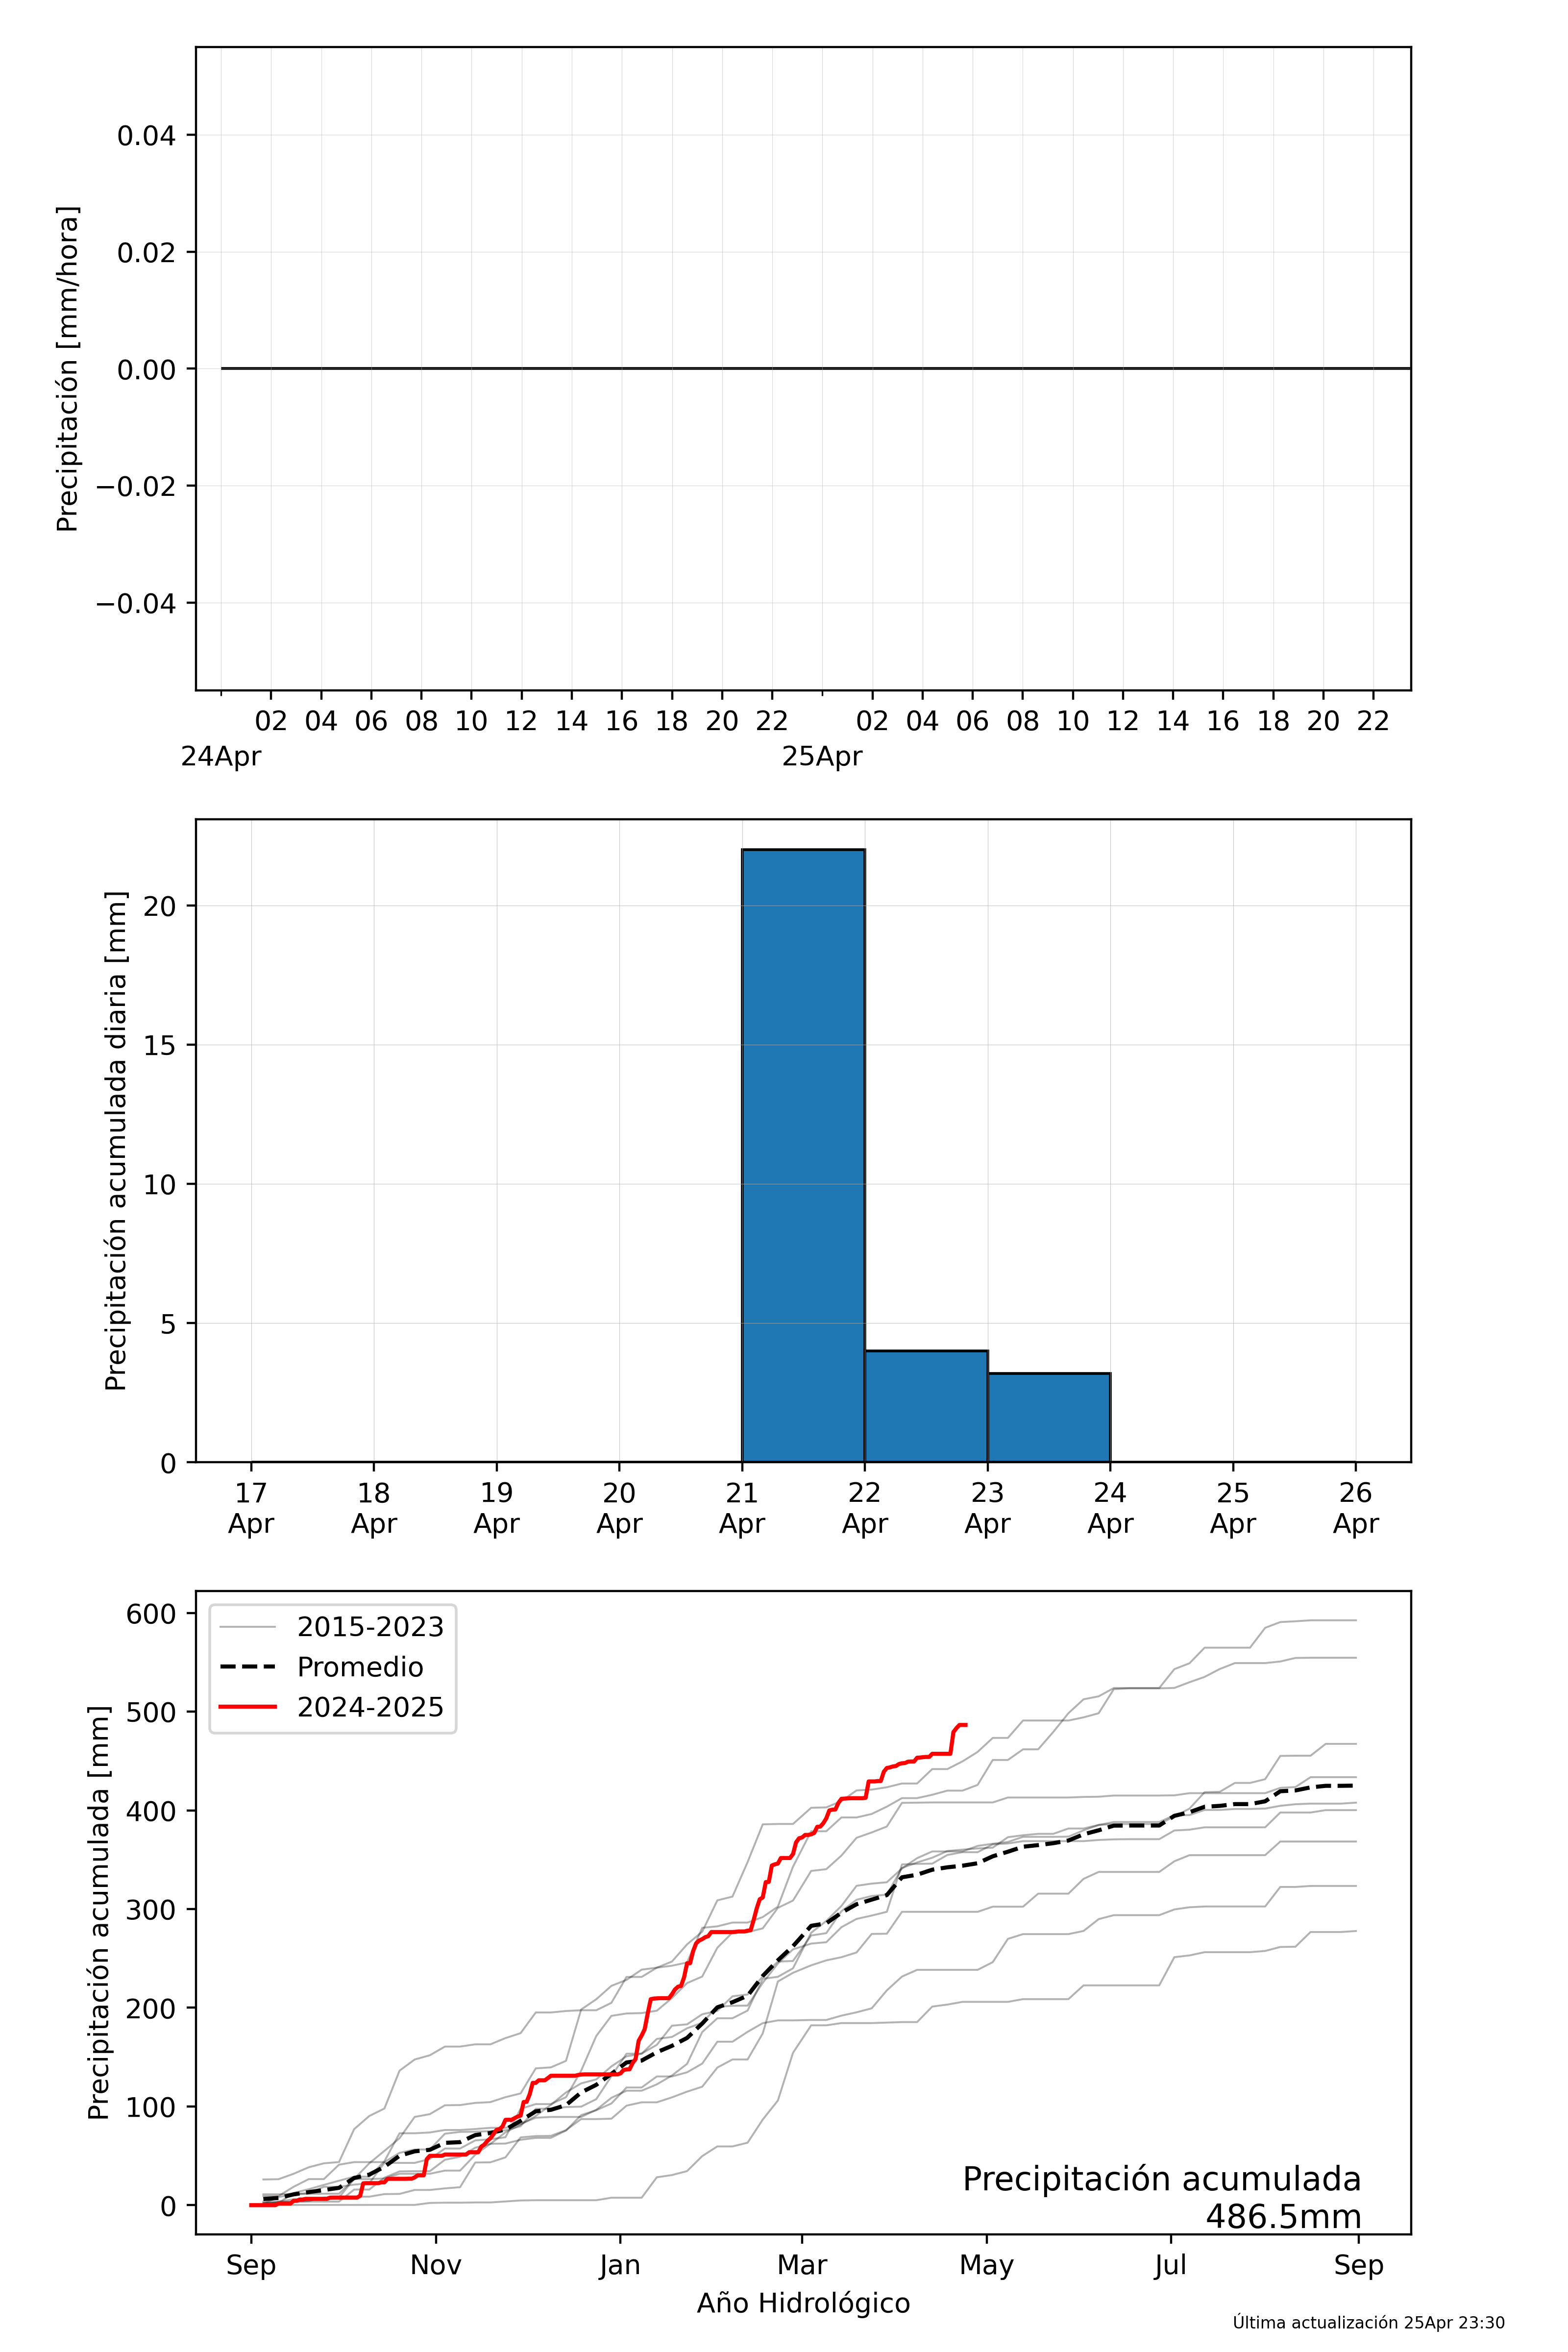 Precipitación [mm/hora]
0.04
0.02
0.00
−0.02
−0.04
02 04 06 08 10 12 14 16 18 20 22 02 04 06 08 10 12 14 16 18 20 22
24Apr 25Apr
Precipitación acumulada diaria [mm]
20
15
10
5
0
17 18 19 20 21 22 23 24 25 26
Apr Apr Apr Apr Apr Apr Apr Apr Apr Apr
Precipitación acumulada [mm]
600
500
400
300
200
100
0
2015-2023
Promedio
2024-2025
Precipitación acumulada
486.5mm
Sep Nov Jan Mar May Jul Sep
Año Hidrológico
Última actualización 25Apr 23:30